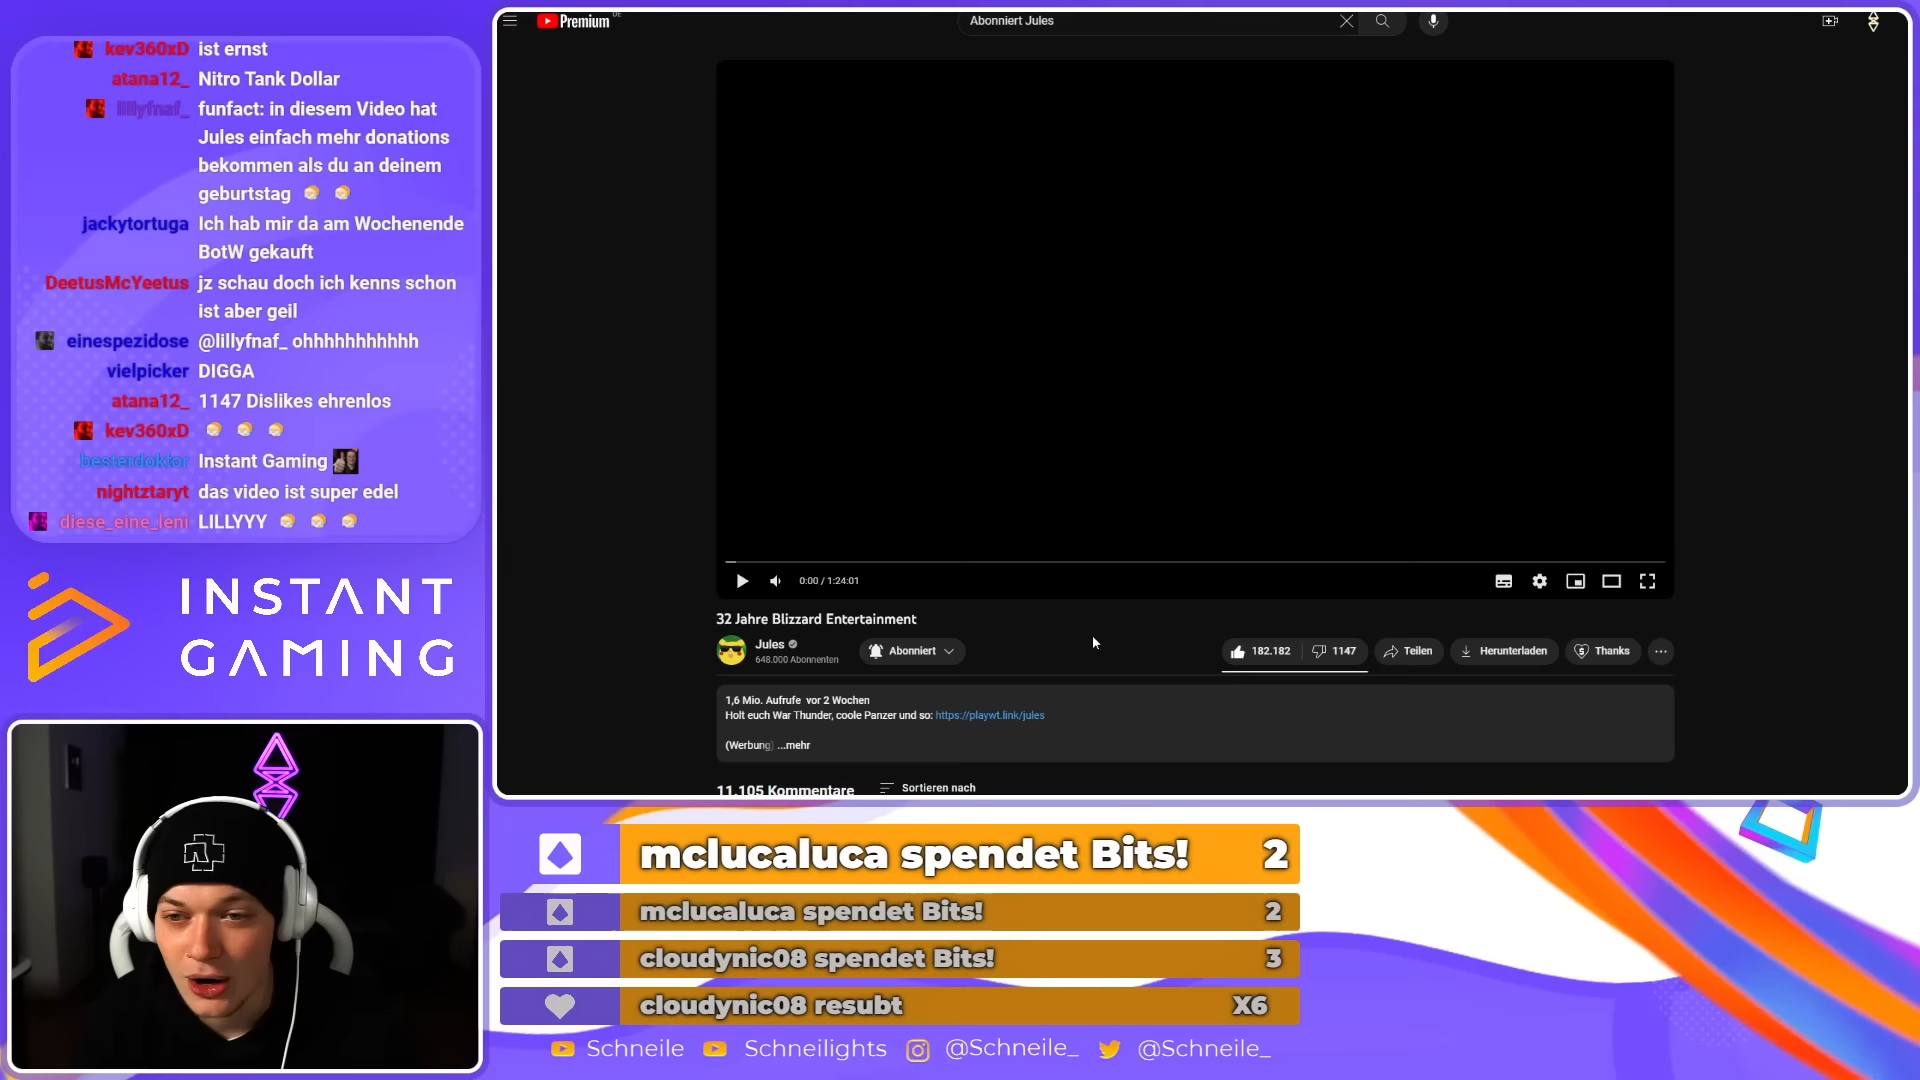 kev360xD ist ernst
atana12_ Nitro Tank Dollar
lillyfnaf_ funfact: in diesem Video hat
Jules einfach mehr donations
bekommen als du an deinem
geburtstag
jackytortuga Ich hab mir da am Wochenende
BotW gekauft
DeetusMcYeetus jz schau doch ich kenns schon
ist aber geil
einespezidose @lillyfnaf_ ohhhhhhhhhhh
vielpicker DIGGA
atana12_ 1147 Dislikes ehrenlos
kev360xD
besterdoktor Instant Gaming
nightztaryt das video ist super edel
diese_eine_leni LILLYYY
INSTANT
GAMING
Premium DE
Abonniert Jules
0:00 / 1:24:01
32 Jahre Blizzard Entertainment
Jules
648.000 Abonnenten
Abonniert
182.182
1147
Teilen
Herunterladen
Thanks
1,6 Mio. Aufrufe vor 2 Wochen
Holt euch War Thunder, coole Panzer und so: https://playwt.link/jules
(Werbung) ...mehr
11.105 Kommentare
Sortieren nach
mclucaluca spendet Bits! 2
mclucaluca spendet Bits! 2
cloudynic08 spendet Bits! 3
cloudynic08 resubt X6
Schneile Schneilights @Schneile_ @Schneile_